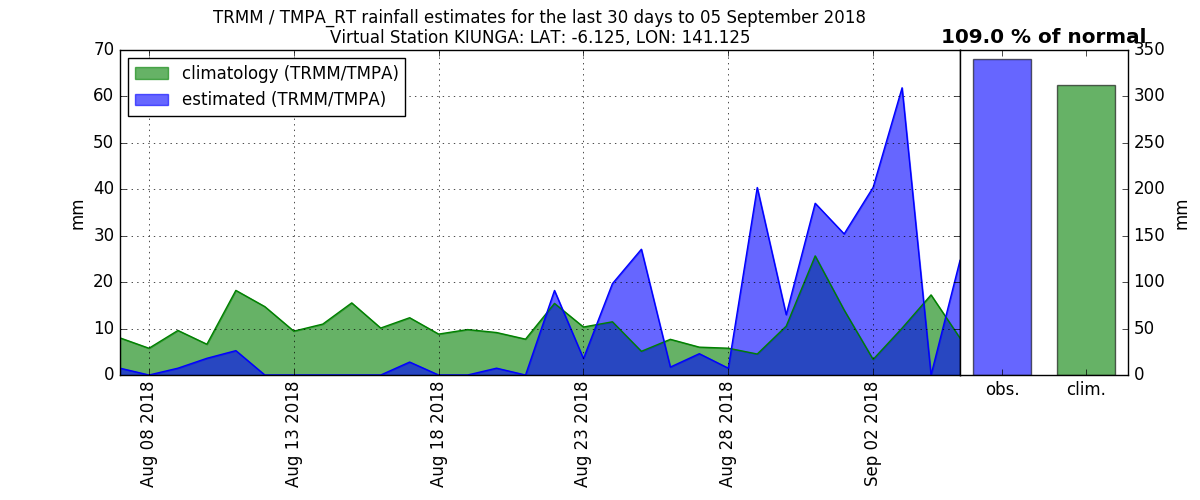 TRMM / TMPA_RT rainfall estimates for the last 30 days to 05 September 2018
Virtual Station KIUNGA: LAT: -6.125, LON: 141.125
109.0 % of normal
climatology (TRMM/TMPA)
estimated (TRMM/TMPA)
70
60
50
40
30
20
10
0
mm
Aug 08 2018
Aug 13 2018
Aug 18 2018
Aug 23 2018
Aug 28 2018
Sep 02 2018
obs.
clim.
350
300
250
200
150
100
50
0
mm